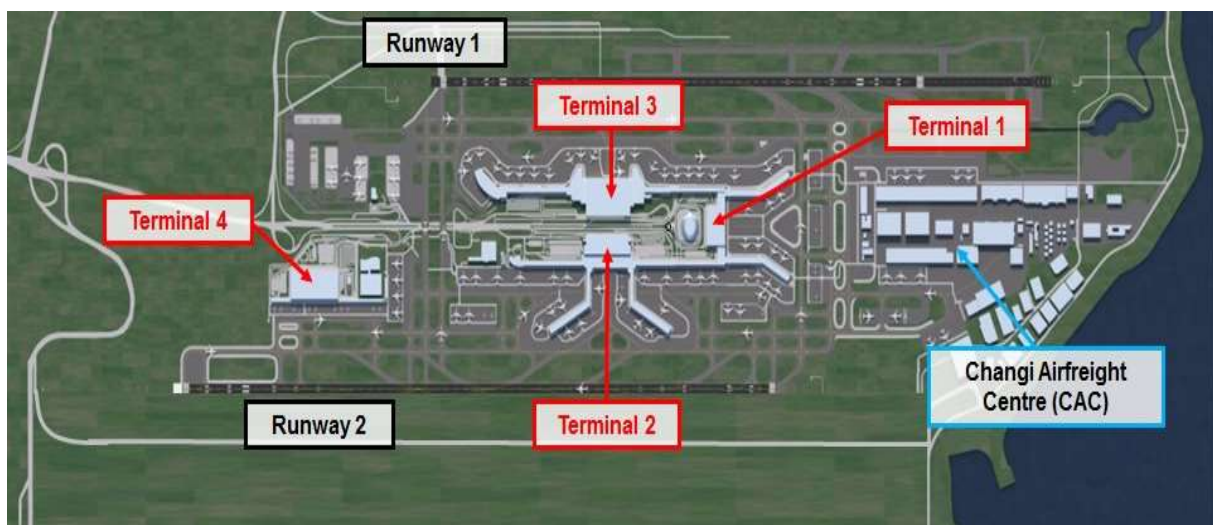 Runway 1
Terminal 3
Terminal 1
Terminal 4
Changi Airfreight
Centre (CAC)
Runway 2
Terminal 2